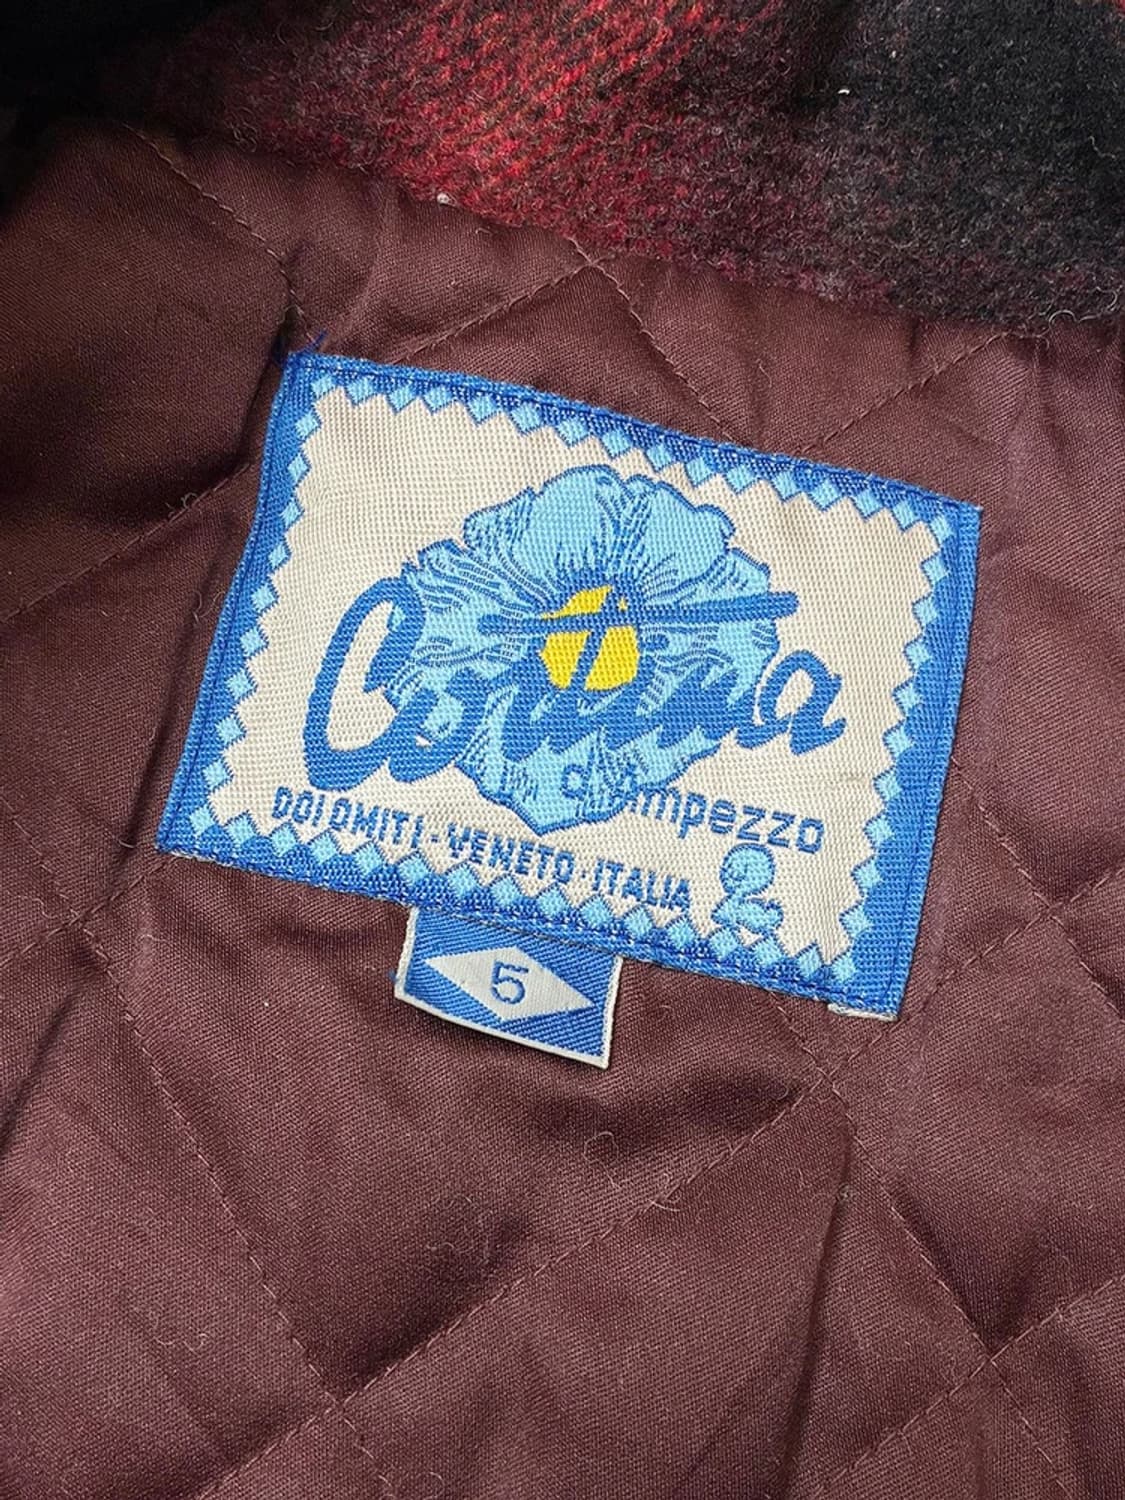 Cortina
d'Ampezzo
DOLOMITI-VENETO-ITALIA
5